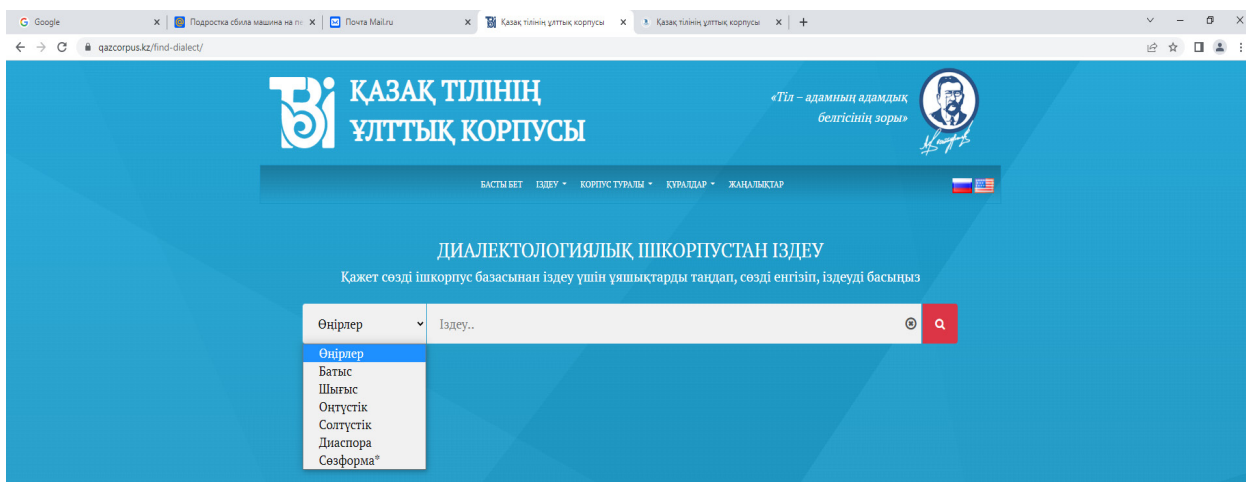 Google
Подростка сбила машина на пе
Почта Mail.ru
Қазақ тілінің ұлттық корпусы
Қазақ тілінің ұлттық корпусы
qazcorpus.kz/find-dialect/
ҚАЗАҚ ТІЛІНІҢ
ҰЛТТЫҚ КОРПУСЫ
«Тіл – адамның адамдық
белгісінің зоры»
БАСТЫ БЕТ ІЗДЕУ КОРПУС ТУРАЛЫ ҚҰРАЛДАР ЖАҢАЛЫҚТАР
ДИАЛЕКТОЛОГИЯЛЫҚ ІШКОРПУСТАН ІЗДЕУ
Қажет сөзді ішкорпус базасынан іздеу үшін ұяшықтарды таңдап, сөзді енгізіп, іздеуді басыңыз
Өңірлер
Іздеу..
Өңірлер
Батыс
Шығыс
Оңтүстік
Солтүстік
Диаспора
Сөзформа*